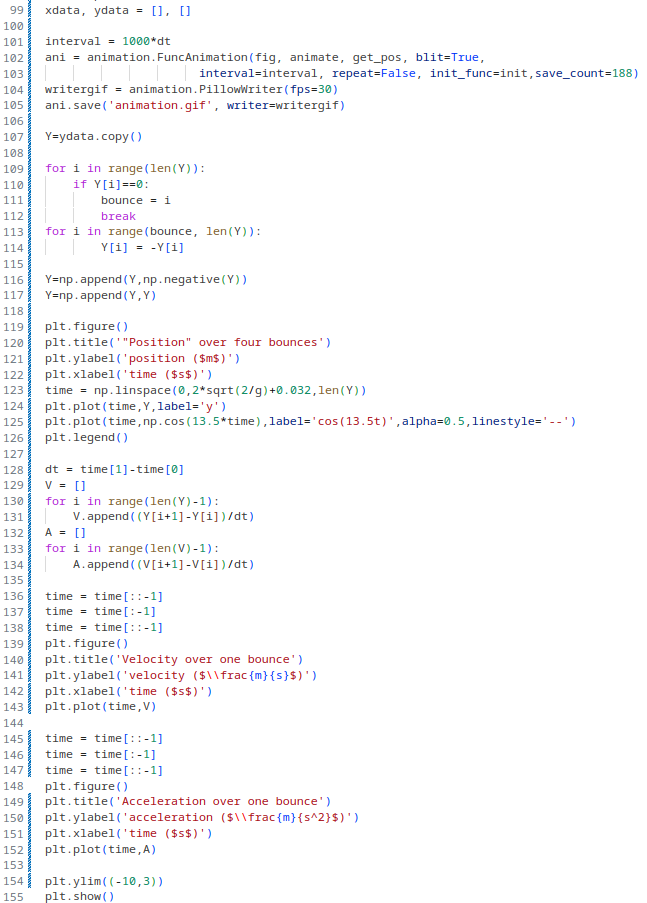 99 xdata, ydata = [], []
100
101 interval = 1000*dt
102 ani = animation.FuncAnimation(fig, animate, get_pos, blit=True,
103 interval=interval, repeat=False, init_func=init,save_count=188)
104 writergif = animation.PillowWriter(fps=30)
105 ani.save('animation.gif', writer=writergif)
106
107 Y=ydata.copy()
108
109 for i in range(len(Y)):
110 if Y[i]==0:
111 bounce = i
112 break
113 for i in range(bounce, len(Y)):
114 Y[i] = -Y[i]
115
116 Y=np.append(Y,np.negative(Y))
117 Y=np.append(Y,Y)
118
119 plt.figure()
120 plt.title('"Position" over four bounces')
121 plt.ylabel('position ($m$)')
122 plt.xlabel('time ($s$)')
123 time = np.linspace(0,2*sqrt(2/g)+0.032,len(Y))
124 plt.plot(time,Y,label='y')
125 plt.plot(time,np.cos(13.5*time),label='cos(13.5t)',alpha=0.5,linestyle='--')
126 plt.legend()
127
128 dt = time[1]-time[0]
129 V = []
130 for i in range(len(Y)-1):
131 V.append((Y[i+1]-Y[i])/dt)
132 A = []
133 for i in range(len(V)-1):
134 A.append((V[i+1]-V[i])/dt)
135
136 time = time[::-1]
137 time = time[:-1]
138 time = time[::-1]
139 plt.figure()
140 plt.title('Velocity over one bounce')
141 plt.ylabel('velocity ($\\frac{m}{s}$)')
142 plt.xlabel('time ($s$)')
143 plt.plot(time,V)
144
145 time = time[::-1]
146 time = time[:-1]
147 time = time[::-1]
148 plt.figure()
149 plt.title('Acceleration over one bounce')
150 plt.ylabel('acceleration ($\\frac{m}{s^2}$)')
151 plt.xlabel('time ($s$)')
152 plt.plot(time,A)
153
154 plt.ylim((-10,3))
155 plt.show()